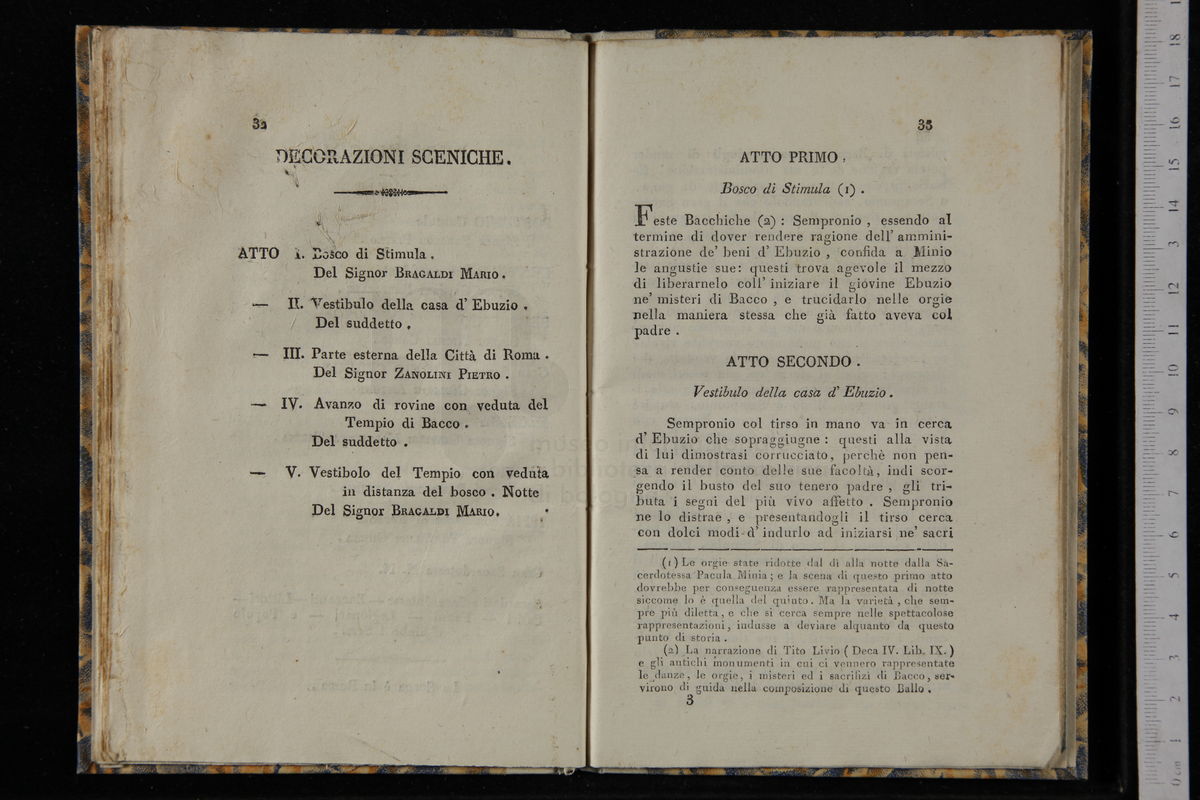 32
DECORAZIONI SCENICHE.
ATTO I. Bosco di Stimula.
Del Signor BRAGALDI MARIO.
— II. Vestibulo della casa d' Ebuzio.
Del suddetto.
— III. Parte esterna della Città di Roma.
Del Signor ZANOLINI PIETRO.
— IV. Avanzo di rovine con veduta del
Tempio di Bacco.
Del suddetto.
— V. Vestibolo del Tempio con veduta
in distanza del bosco. Notte
Del Signor BRAGALDI MARIO.
33
ATTO PRIMO.
Bosco di Stimula (1).
Feste Bacchiche (2): Sempronio, essendo al
termine di dover rendere ragione dell' ammini-
strazione de' beni d' Ebuzio, confida a Minio
le angustie sue: questi trova agevole il mezzo
di liberarnelo coll' iniziare il giovine Ebuzio
ne' misteri di Bacco, e trucidarlo nelle orgie
nella maniera stessa che già fatto aveva col
padre.
ATTO SECONDO.
Vestibulo della casa d' Ebuzio.
Sempronio col tirso in mano va in cerca
d' Ebuzio che sopraggiugne: questi alla vista
di lui dimostrasi corrucciato, perchè non pen-
sa a render conto delle sue facoltà, indi scor-
gendo il busto del suo tenero padre, gli tri-
buta i segni del più vivo affetto. Sempronio
ne lo distrae, e presentandogli il tirso cerca
con dolci modi d' indurlo ad iniziarsi ne' sacri
(1) Le orgie state ridotte dal dì alla notte dalla Sa-
cerdotessa Pacula Minia; e la scena di questo primo atto
dovrebbe per conseguenza essere rappresentata di notte
siccome lo è quella del quinto. Ma la varietà, che sem-
pre più diletta, e che si cerca sempre nelle spettacolose
rappresentazioni, indusse a deviare alquanto da questo
punto di storia.
(2) La narrazione di Tito Livio (Deca IV. Lib. IX.)
e gli antichi monumenti in cui ci vennero rappresentate
le danze, le orgie, i misteri ed i sacrifizi di Bacco, ser-
virono di guida nella composizione di questo Ballo.
3